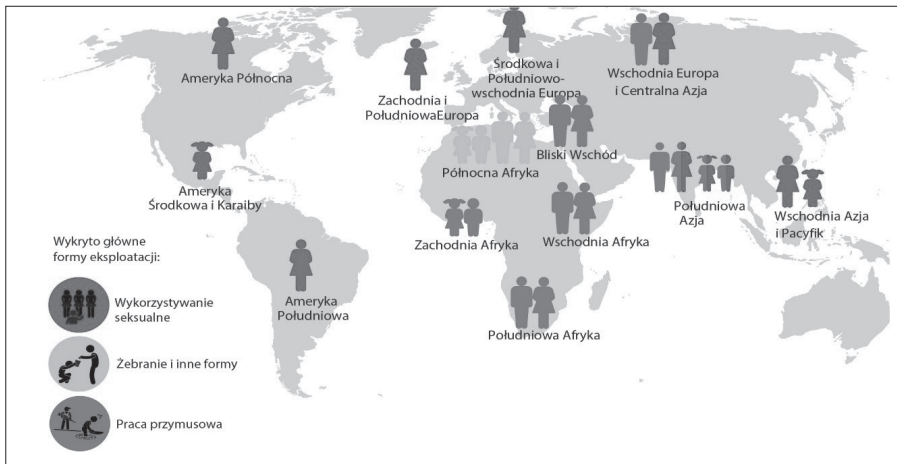 Ameryka Północna
Zachodnia i
PołudniowaEuropa
Środkowa i
Południowo-
wschodnia Europa
Wschodnia Europa
i Centralna Azja
Ameryka
Środkowa i Karaiby
Północna Afryka
Bliski Wschód
Południowa
Azja
Wschodnia Azja
i Pacyfik
Zachodnia Afryka
Wschodnia Afryka
Ameryka
Południowa
Południowa Afryka
Wykryto główne
formy eksploatacji:
Wykorzystywanie
seksualne
Żebranie i inne formy
Praca przymusowa